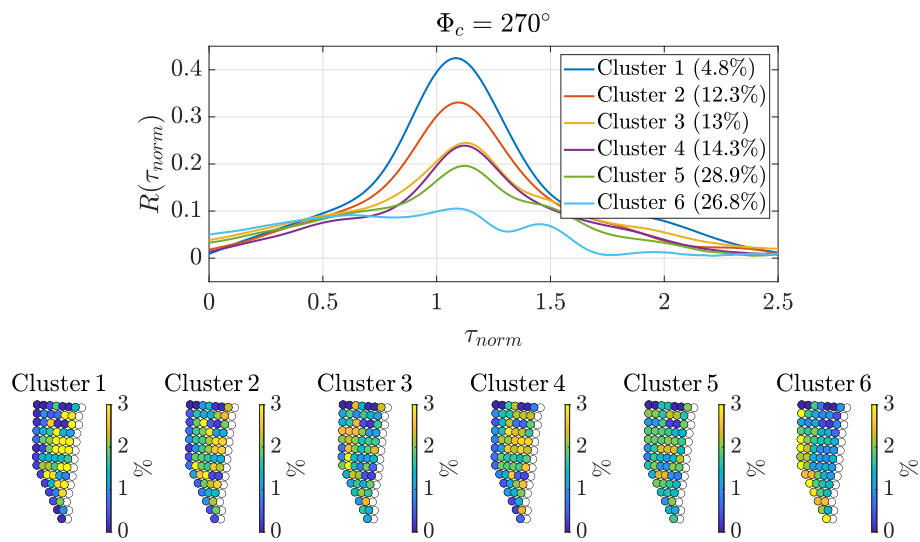 Φ_c = 270°
R(τ_norm)
0.4
0.3
0.2
0.1
0
Cluster 1 (4.8%)
Cluster 2 (12.3%)
Cluster 3 (13%)
Cluster 4 (14.3%)
Cluster 5 (28.9%)
Cluster 6 (26.8%)
0 0.5 1 1.5 2 2.5
τ_norm
Cluster 1 Cluster 2 Cluster 3 Cluster 4 Cluster 5 Cluster 6
3 3 3 3 3 3
2 2 2 2 2 2
% % % % % %
1 1 1 1 1 1
0 0 0 0 0 0